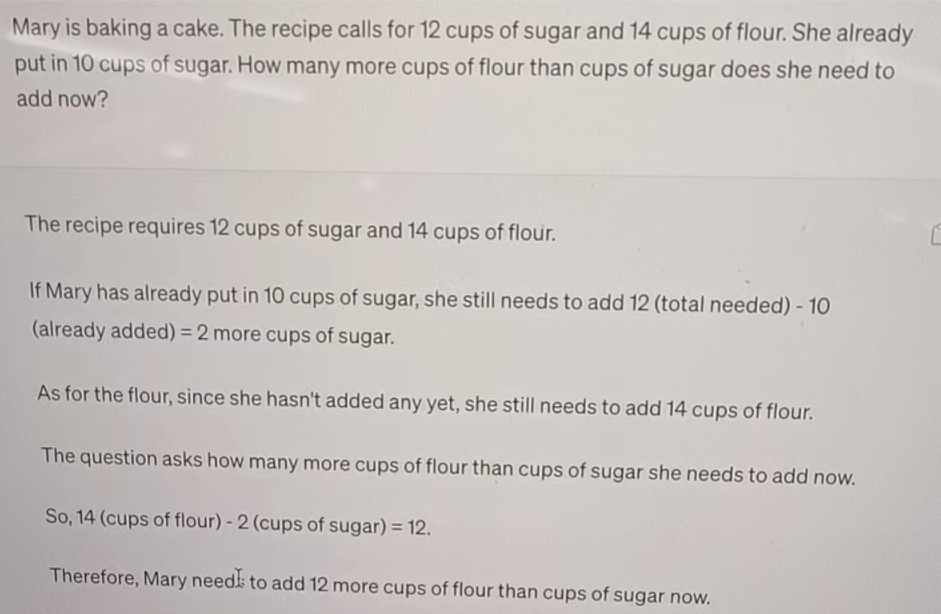 Mary is baking a cake. The recipe calls for 12 cups of sugar and 14 cups of flour. She already
put in 10 cups of sugar. How many more cups of flour than cups of sugar does she need to
add now?
The recipe requires 12 cups of sugar and 14 cups of flour.
If Mary has already put in 10 cups of sugar, she still needs to add 12 (total needed) - 10
(already added) = 2 more cups of sugar.
As for the flour, since she hasn't added any yet, she still needs to add 14 cups of flour.
The question asks how many more cups of flour than cups of sugar she needs to add now.
So, 14 (cups of flour) - 2 (cups of sugar) = 12.
Therefore, Mary needs to add 12 more cups of flour than cups of sugar now.